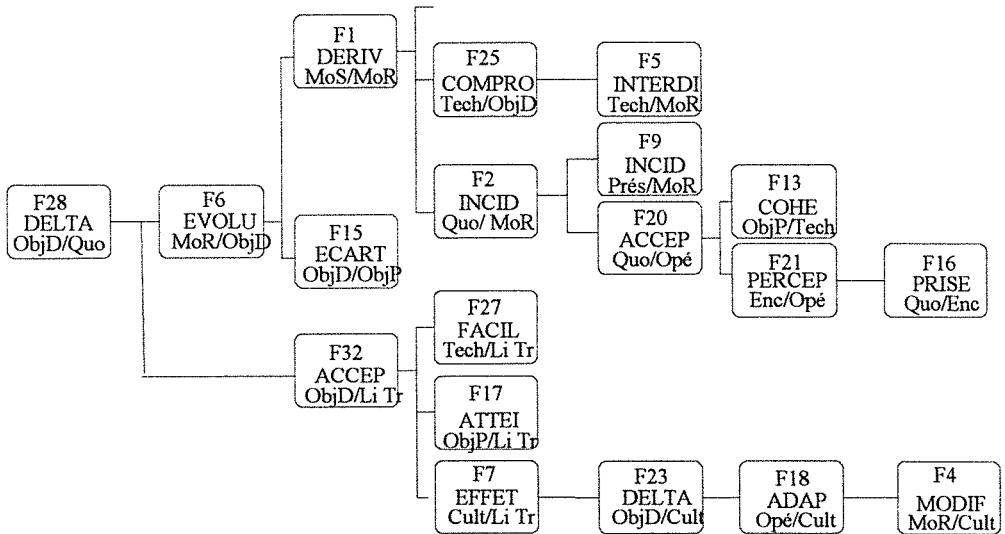 F1
DERIV
MoS/MoR
F25
COMPRO
Tech/ObjD
F5
INTERDI
Tech/MoR
F9
INCID
Prés/MoR
F2
INCID
Quo/ MoR
F13
COHE
ObjP/Tech
F28
DELTA
ObjD/Quo
F6
EVOLU
MoR/ObjD
F20
ACCEP
Quo/Opé
F15
ECART
ObjD/ObjP
F21
PERCEP
Enc/Opé
F16
PRISE
Quo/Enc
F27
FACIL
Tech/Li Tr
F32
ACCEP
ObjD/Li Tr
F17
ATTEI
ObjP/Li Tr
F7
EFFET
Cult/Li Tr
F23
DELTA
ObjD/Cult
F18
ADAP
Opé/Cult
F4
MODIF
MoR/Cult